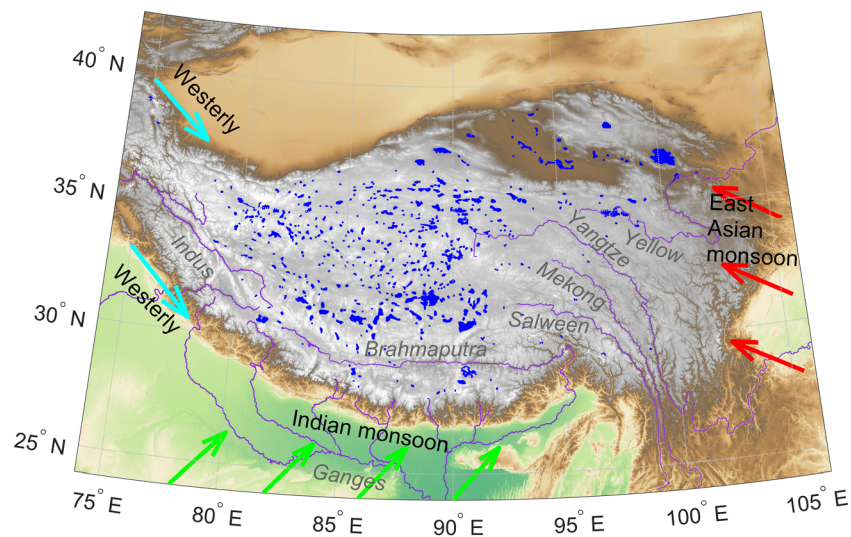 40° N
Westerly
35° N
East
Asian
monsoon
Yangtze
Yellow
Indus
Mekong
Westerly
30° N
Salween
Brahmaputra
Indian monsoon
25° N
Ganges
75° E
80° E
85° E
90° E
95° E
100° E
105° E